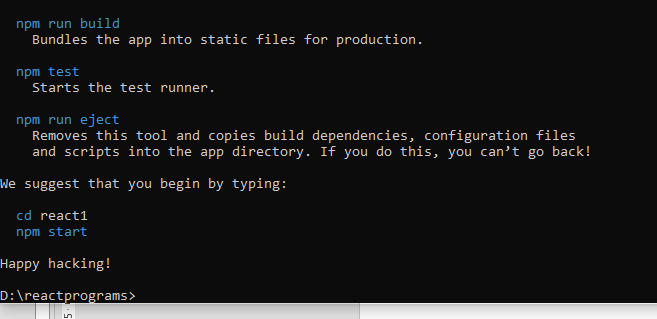 npm run build
Bundles the app into static files for production.
npm test
Starts the test runner.
npm run eject
Removes this tool and copies build dependencies, configuration files
and scripts into the app directory. If you do this, you can’t go back!
We suggest that you begin by typing:
cd react1
npm start
Happy hacking!
D:\reactprograms>
5